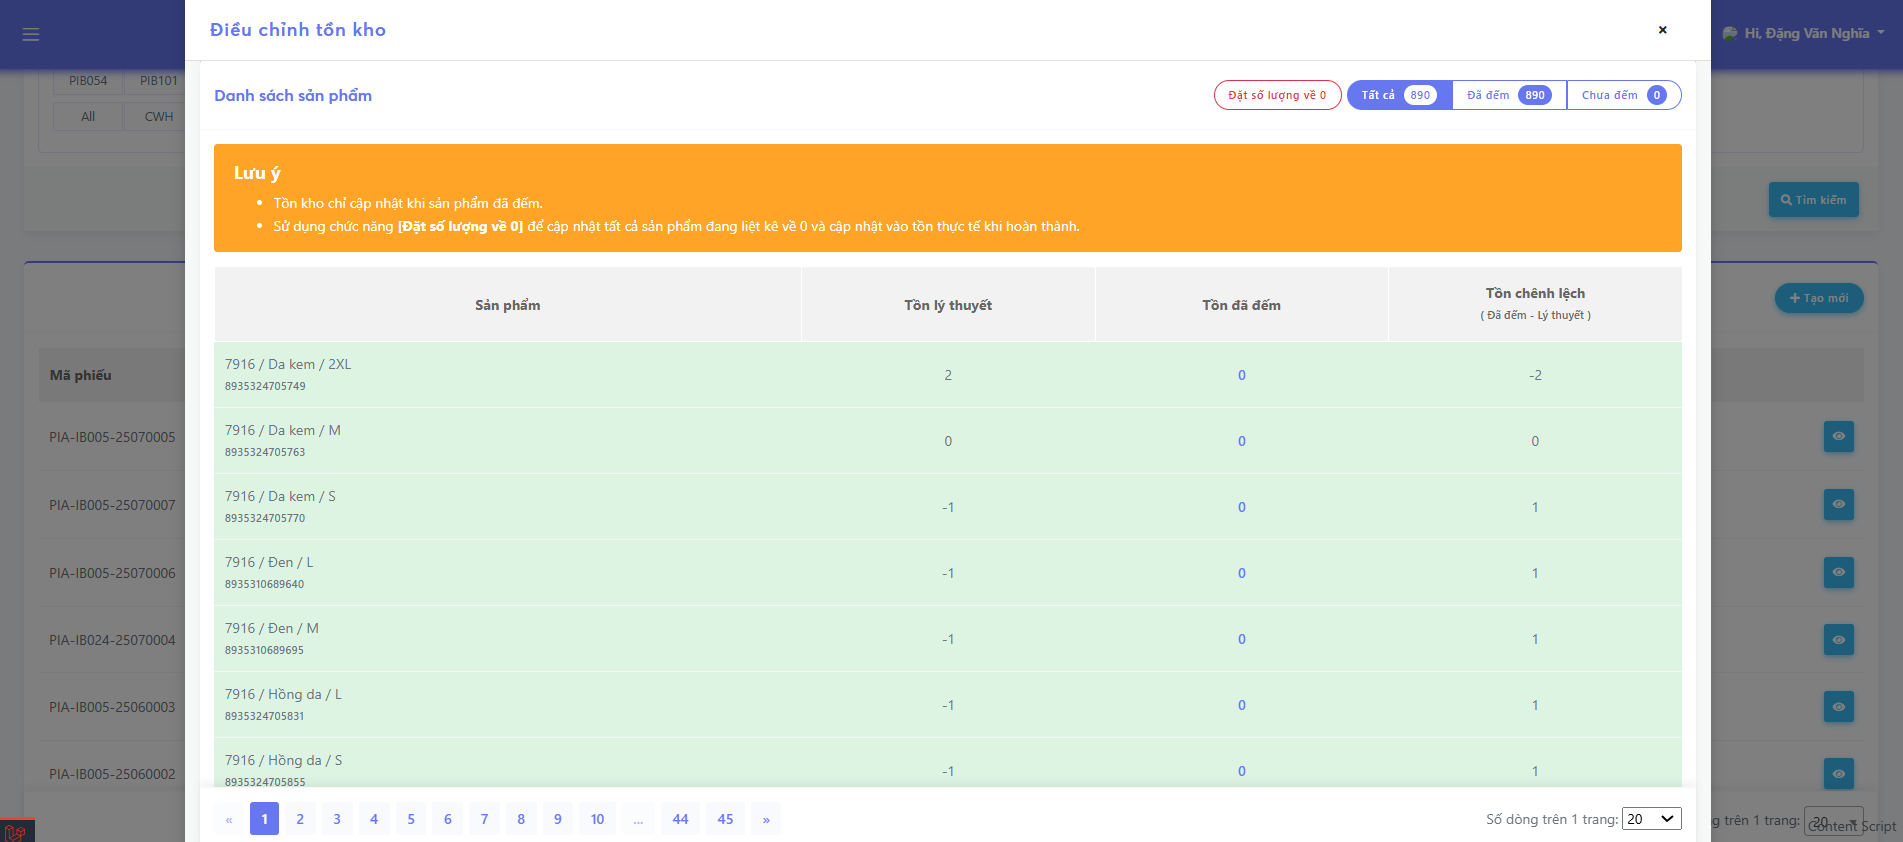 Điều chỉnh tồn kho
×
Hi, Đặng Văn Nghĩa
PIB054
PIB101
All
CWH
Danh sách sản phẩm
Đặt số lượng về 0
Tất cả 890
Đã đếm 890
Chưa đếm 0
Lưu ý
• Tồn kho chỉ cập nhật khi sản phẩm đã đếm.
• Sử dụng chức năng [Đặt số lượng về 0] để cập nhật tất cả sản phẩm đang liệt kê về 0 và cập nhật vào tồn thực tế khi hoàn thành.
Tìm kiếm
Tạo mới
Sản phẩm
Tồn lý thuyết
Tồn đã đếm
Tồn chênh lệch
( Đã đếm - Lý thuyết )
7916 / Da kem / 2XL
8935324705749
2
0
-2
7916 / Da kem / M
8935324705763
0
0
0
7916 / Da kem / S
8935324705770
-1
0
1
7916 / Đen / L
8935310689640
-1
0
1
7916 / Đen / M
8935310689695
-1
0
1
7916 / Hồng da / L
8935324705831
-1
0
1
7916 / Hồng da / S
8935324705855
-1
0
1
Mã phiếu
PIA-IB005-25070005
PIA-IB005-25070007
PIA-IB005-25070006
PIA-IB024-25070004
PIA-IB005-25060003
PIA-IB005-25060002
« 1 2 3 4 5 6 7 8 9 10 ... 44 45 »
Số dòng trên 1 trang: 20
g trên 1 trang: 20
Content Script